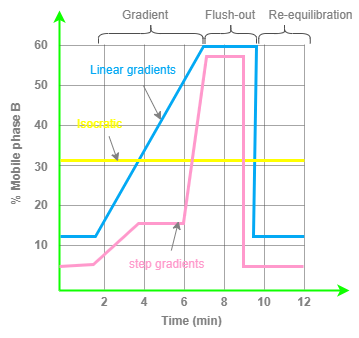 Gradient Flush-out Re-equilibration
60
Linear gradients
50
Isocratic
40
30
20
10
step gradients
% Mobile phase B
2 4 6 8 10 12
Time (min)